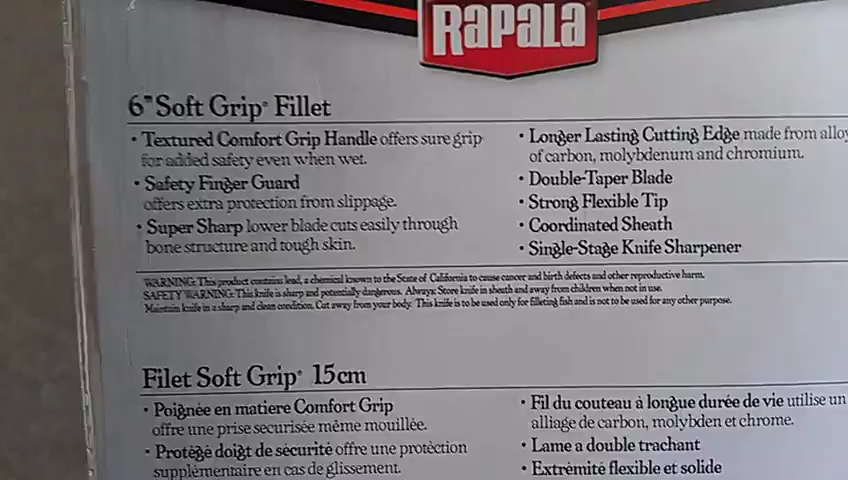 RAPALA
6" Soft Grip® Fillet
• Textured Comfort Grip Handle offers sure grip
for added safety even when wet.
• Safety Finger Guard
offers extra protection from slippage.
• Super Sharp lower blade cuts easily through
bone structure and tough skin.
• Longer Lasting Cutting Edge made from alloy
of carbon, molybdenum and chromium.
• Double-Taper Blade
• Strong Flexible Tip
• Coordinated Sheath
• Single-Stage Knife Sharpener
WARNING: This product contains lead, a chemical known to the State of California to cause cancer and birth defects and other reproductive harm.
SAFETY WARNING: This knife is sharp and potentially dangerous. Always: Store knife in sheath and away from children when not in use.
Maintain knife in a sharp and clean condition. Cut away from your body. This knife is to be used only for filleting fish and is not to be used for any other purpose.
Filet Soft Grip® 15cm
• Poignée en matiere Comfort Grip
offre une prise securisée même mouillée.
• Protègé doigt de sécurité offre une protèction
supplémentaire en cas de glissement.
• Fil du couteau à longue durée de vie utilise un
alliage de carbon, molybden et chrome.
• Lame a double trachant
• Extrémité flexible et solide